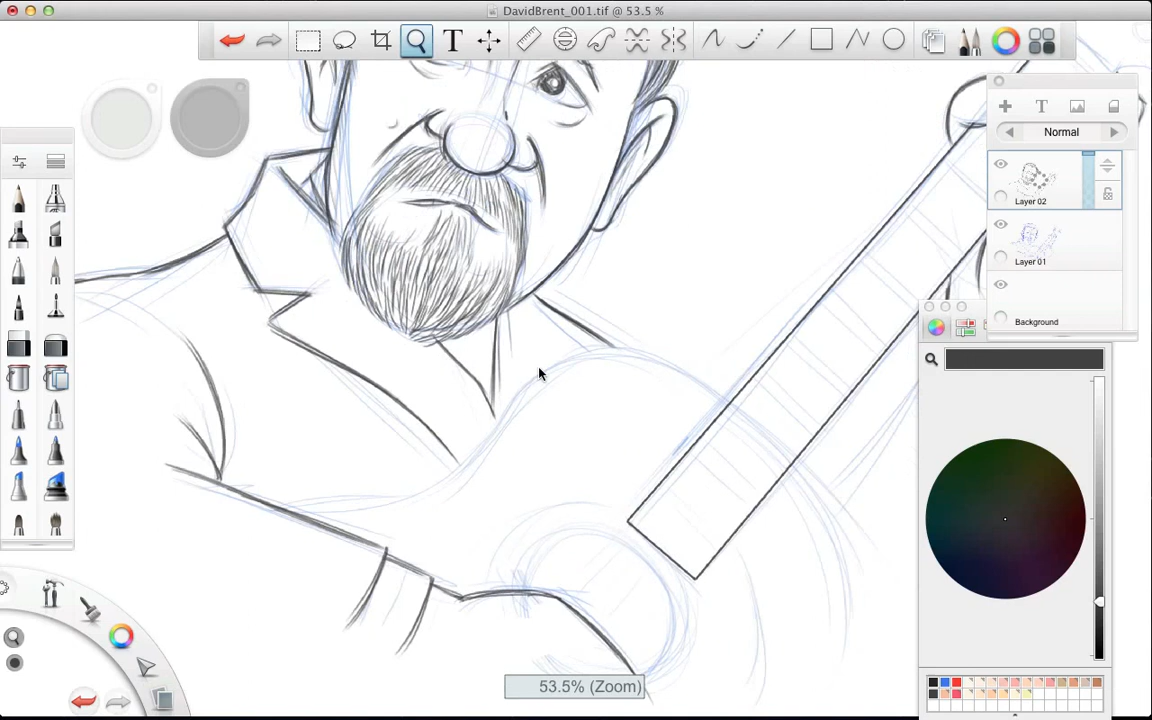 DavidBrent_001.tif @ 53.5 %
T
T
Normal
Layer 02
Layer 01
Background
53.5% (Zoom)